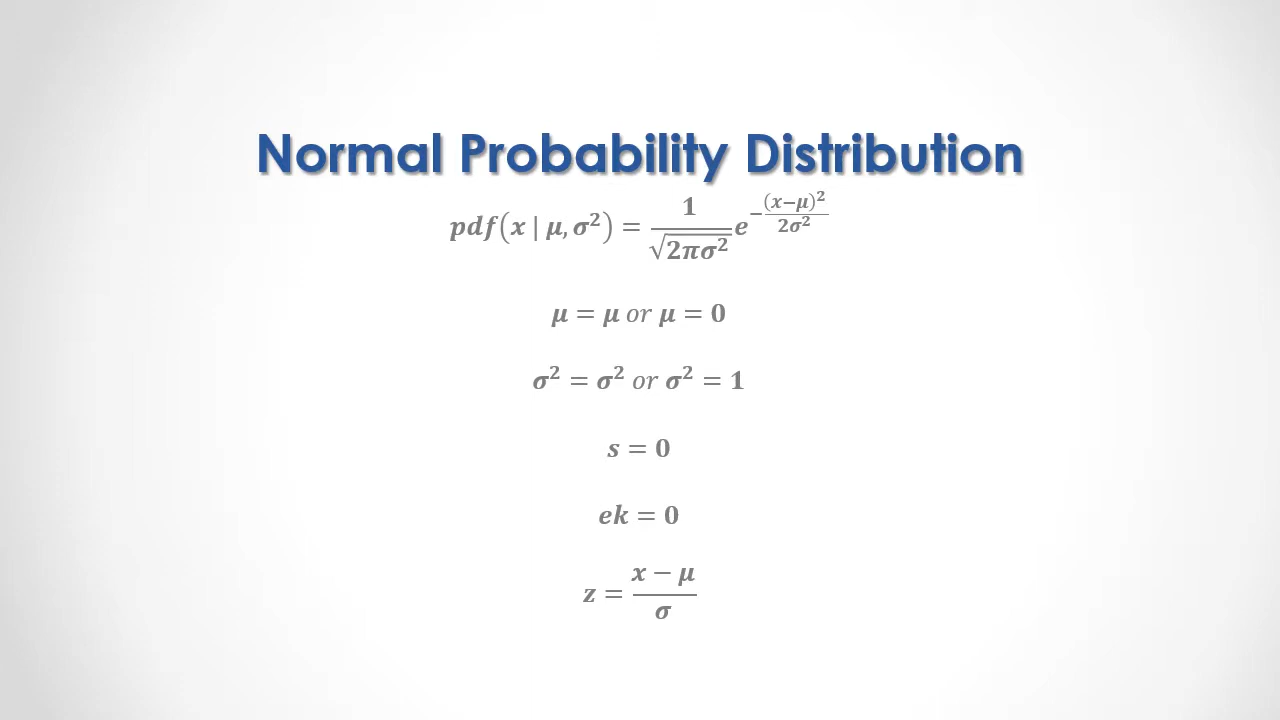 Normal Probability Distribution
pdf(x | μ, σ²) = 1/√(2πσ²) e^(−(x−μ)²/(2σ²))
μ = μ or μ = 0
σ² = σ² or σ² = 1
s = 0
ek = 0
z = (x − μ)/σ